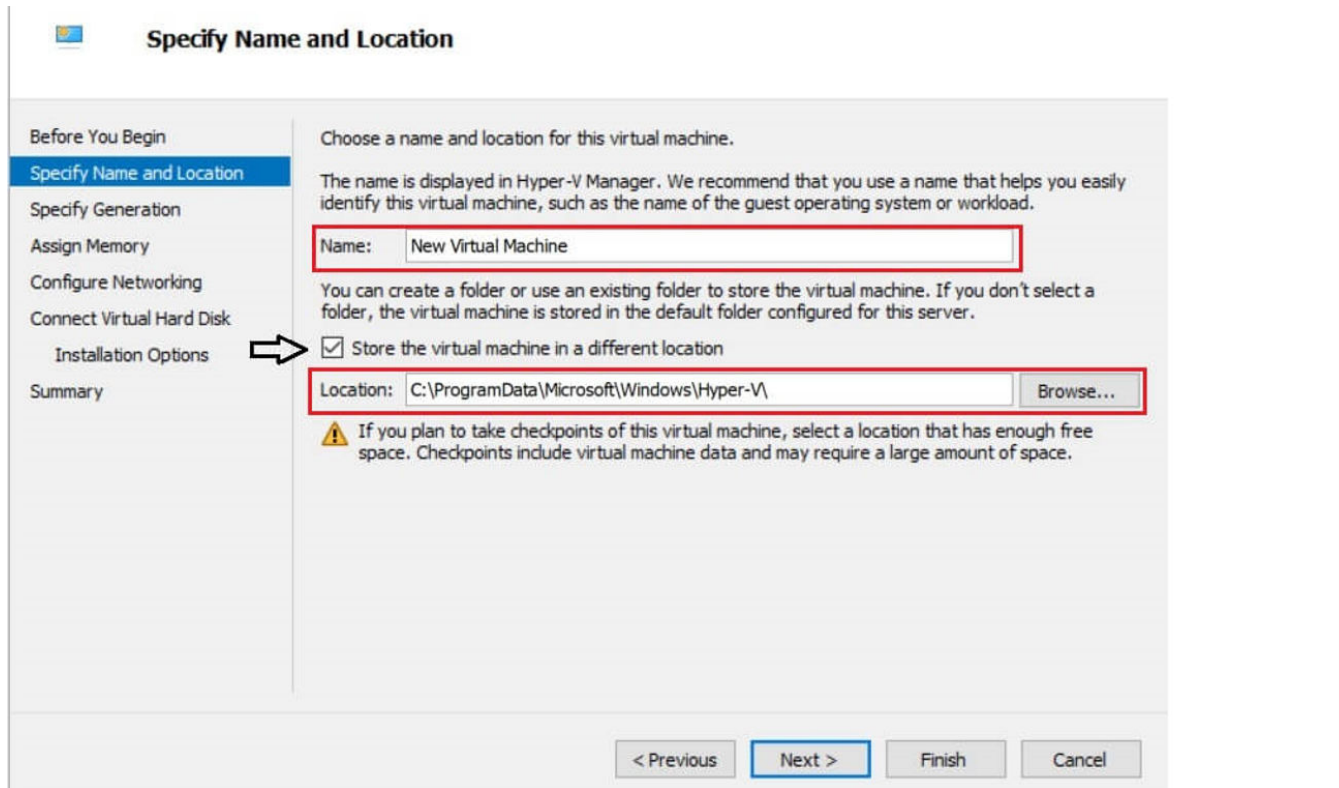 Specify Name and Location
Before You Begin
Specify Name and Location
Specify Generation
Assign Memory
Configure Networking
Connect Virtual Hard Disk
Installation Options
Summary
Choose a name and location for this virtual machine.
The name is displayed in Hyper-V Manager. We recommend that you use a name that helps you easily
identify this virtual machine, such as the name of the guest operating system or workload.
Name: New Virtual Machine
You can create a folder or use an existing folder to store the virtual machine. If you don't select a
folder, the virtual machine is stored in the default folder configured for this server.
Store the virtual machine in a different location
Location: C:\ProgramData\Microsoft\Windows\Hyper-V\ Browse...
If you plan to take checkpoints of this virtual machine, select a location that has enough free
space. Checkpoints include virtual machine data and may require a large amount of space.
< Previous Next > Finish Cancel